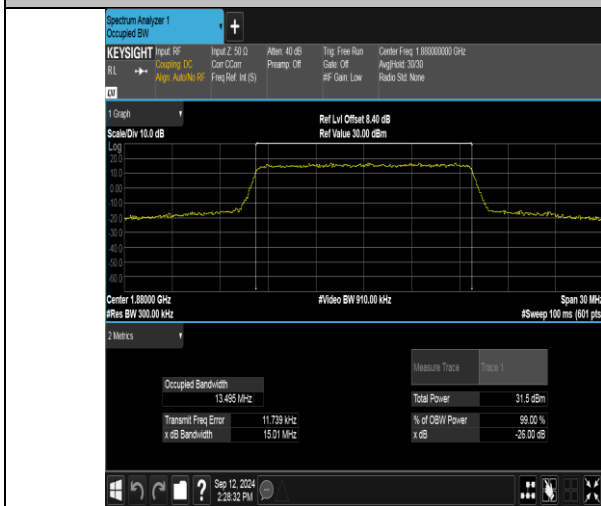 Spectrum Analyzer 1
Occupied BW
+
KEYSIGHT Input: RF Input Z: 50 Ω Atten: 40 dB Trig: Free Run Center Freq: 1.880000000 GHz
RL Coupling: DC Corr CCorr Preamp: Off Gate: Off Avg|Hold: 30/30
Align: Auto/No RF Freq Ref: Int (S) #IF Gain: Low Radio Std: None
1 Graph
Ref Lvl Offset 8.40 dB
Scale/Div 10.0 dB Ref Value 30.00 dBm
Log
20.0
10.0
0.00
-10.0
-20.0
-30.0
-40.0
-50.0
-60.0
Center 1.88000 GHz #Video BW 910.00 kHz Span 30 MHz
#Res BW 300.00 kHz #Sweep 100 ms (601 pts
2 Metrics
Measure Trace Trace 1
Occupied Bandwidth
13.495 MHz Total Power 31.5 dBm
Transmit Freq Error 11.739 kHz % of OBW Power 99.00 %
x dB Bandwidth 15.01 MHz x dB -26.00 dB
? Sep 12, 2024
2:28:32 PM